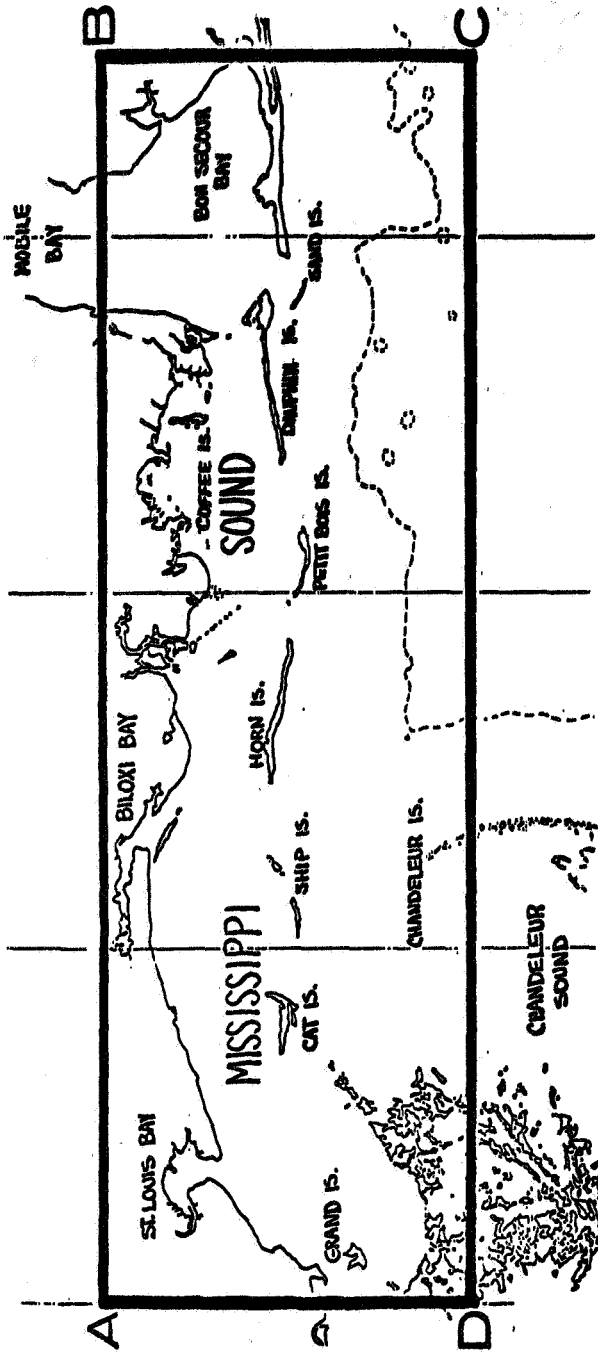 A
B
MOBILE
BAY
BON SECOUR
BAY
ST. LOUIS BAY
BILOXI BAY
COFFEE IS.
MISSISSIPPI
SOUND
GRAND IS.
CAT IS.
SHIP IS.
HORN IS.
PETIT BOIS IS.
DAUPHIN IS.
SAND IS.
CHANDELEUR IS.
CHANDELEUR
SOUND
D
C